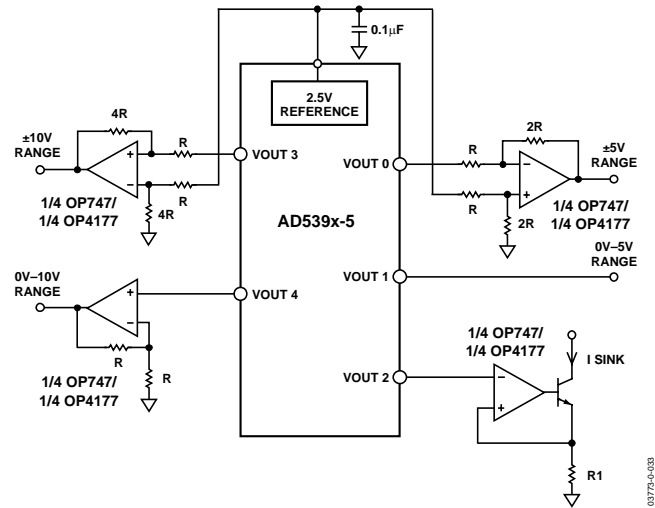 0.1μF
2.5V
REFERENCE
AD539x-5
4R
±10V
RANGE
+
–
R
R
4R
1/4 OP747/
1/4 OP4177
VOUT 3
0V–10V
RANGE
+
–
R
R
1/4 OP747/
1/4 OP4177
VOUT 4
VOUT 0
R
R
2R
–
+
2R
±5V
RANGE
1/4 OP747/
1/4 OP4177
VOUT 1
0V–5V
RANGE
VOUT 2
1/4 OP747/
1/4 OP4177
–
+
I SINK
R1
03773-0-033